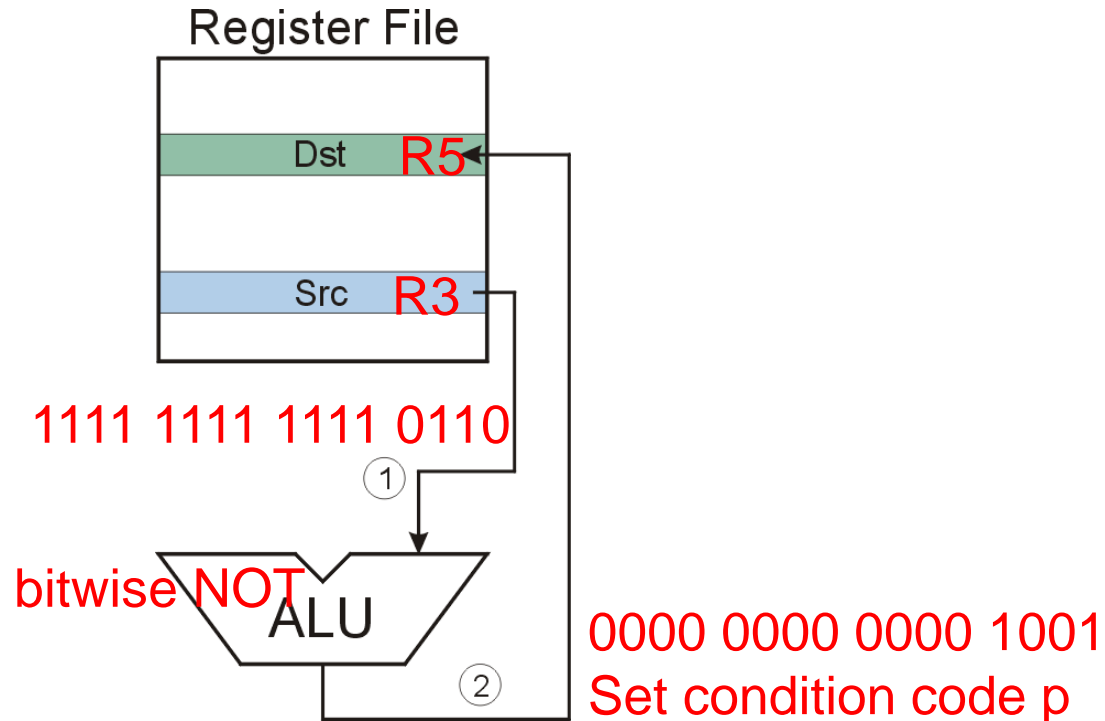 Register File
Dst R5
Src R3
1111 1111 1111 0110
1
bitwise NOT
ALU
0000 0000 0000 1001
2
Set condition code p